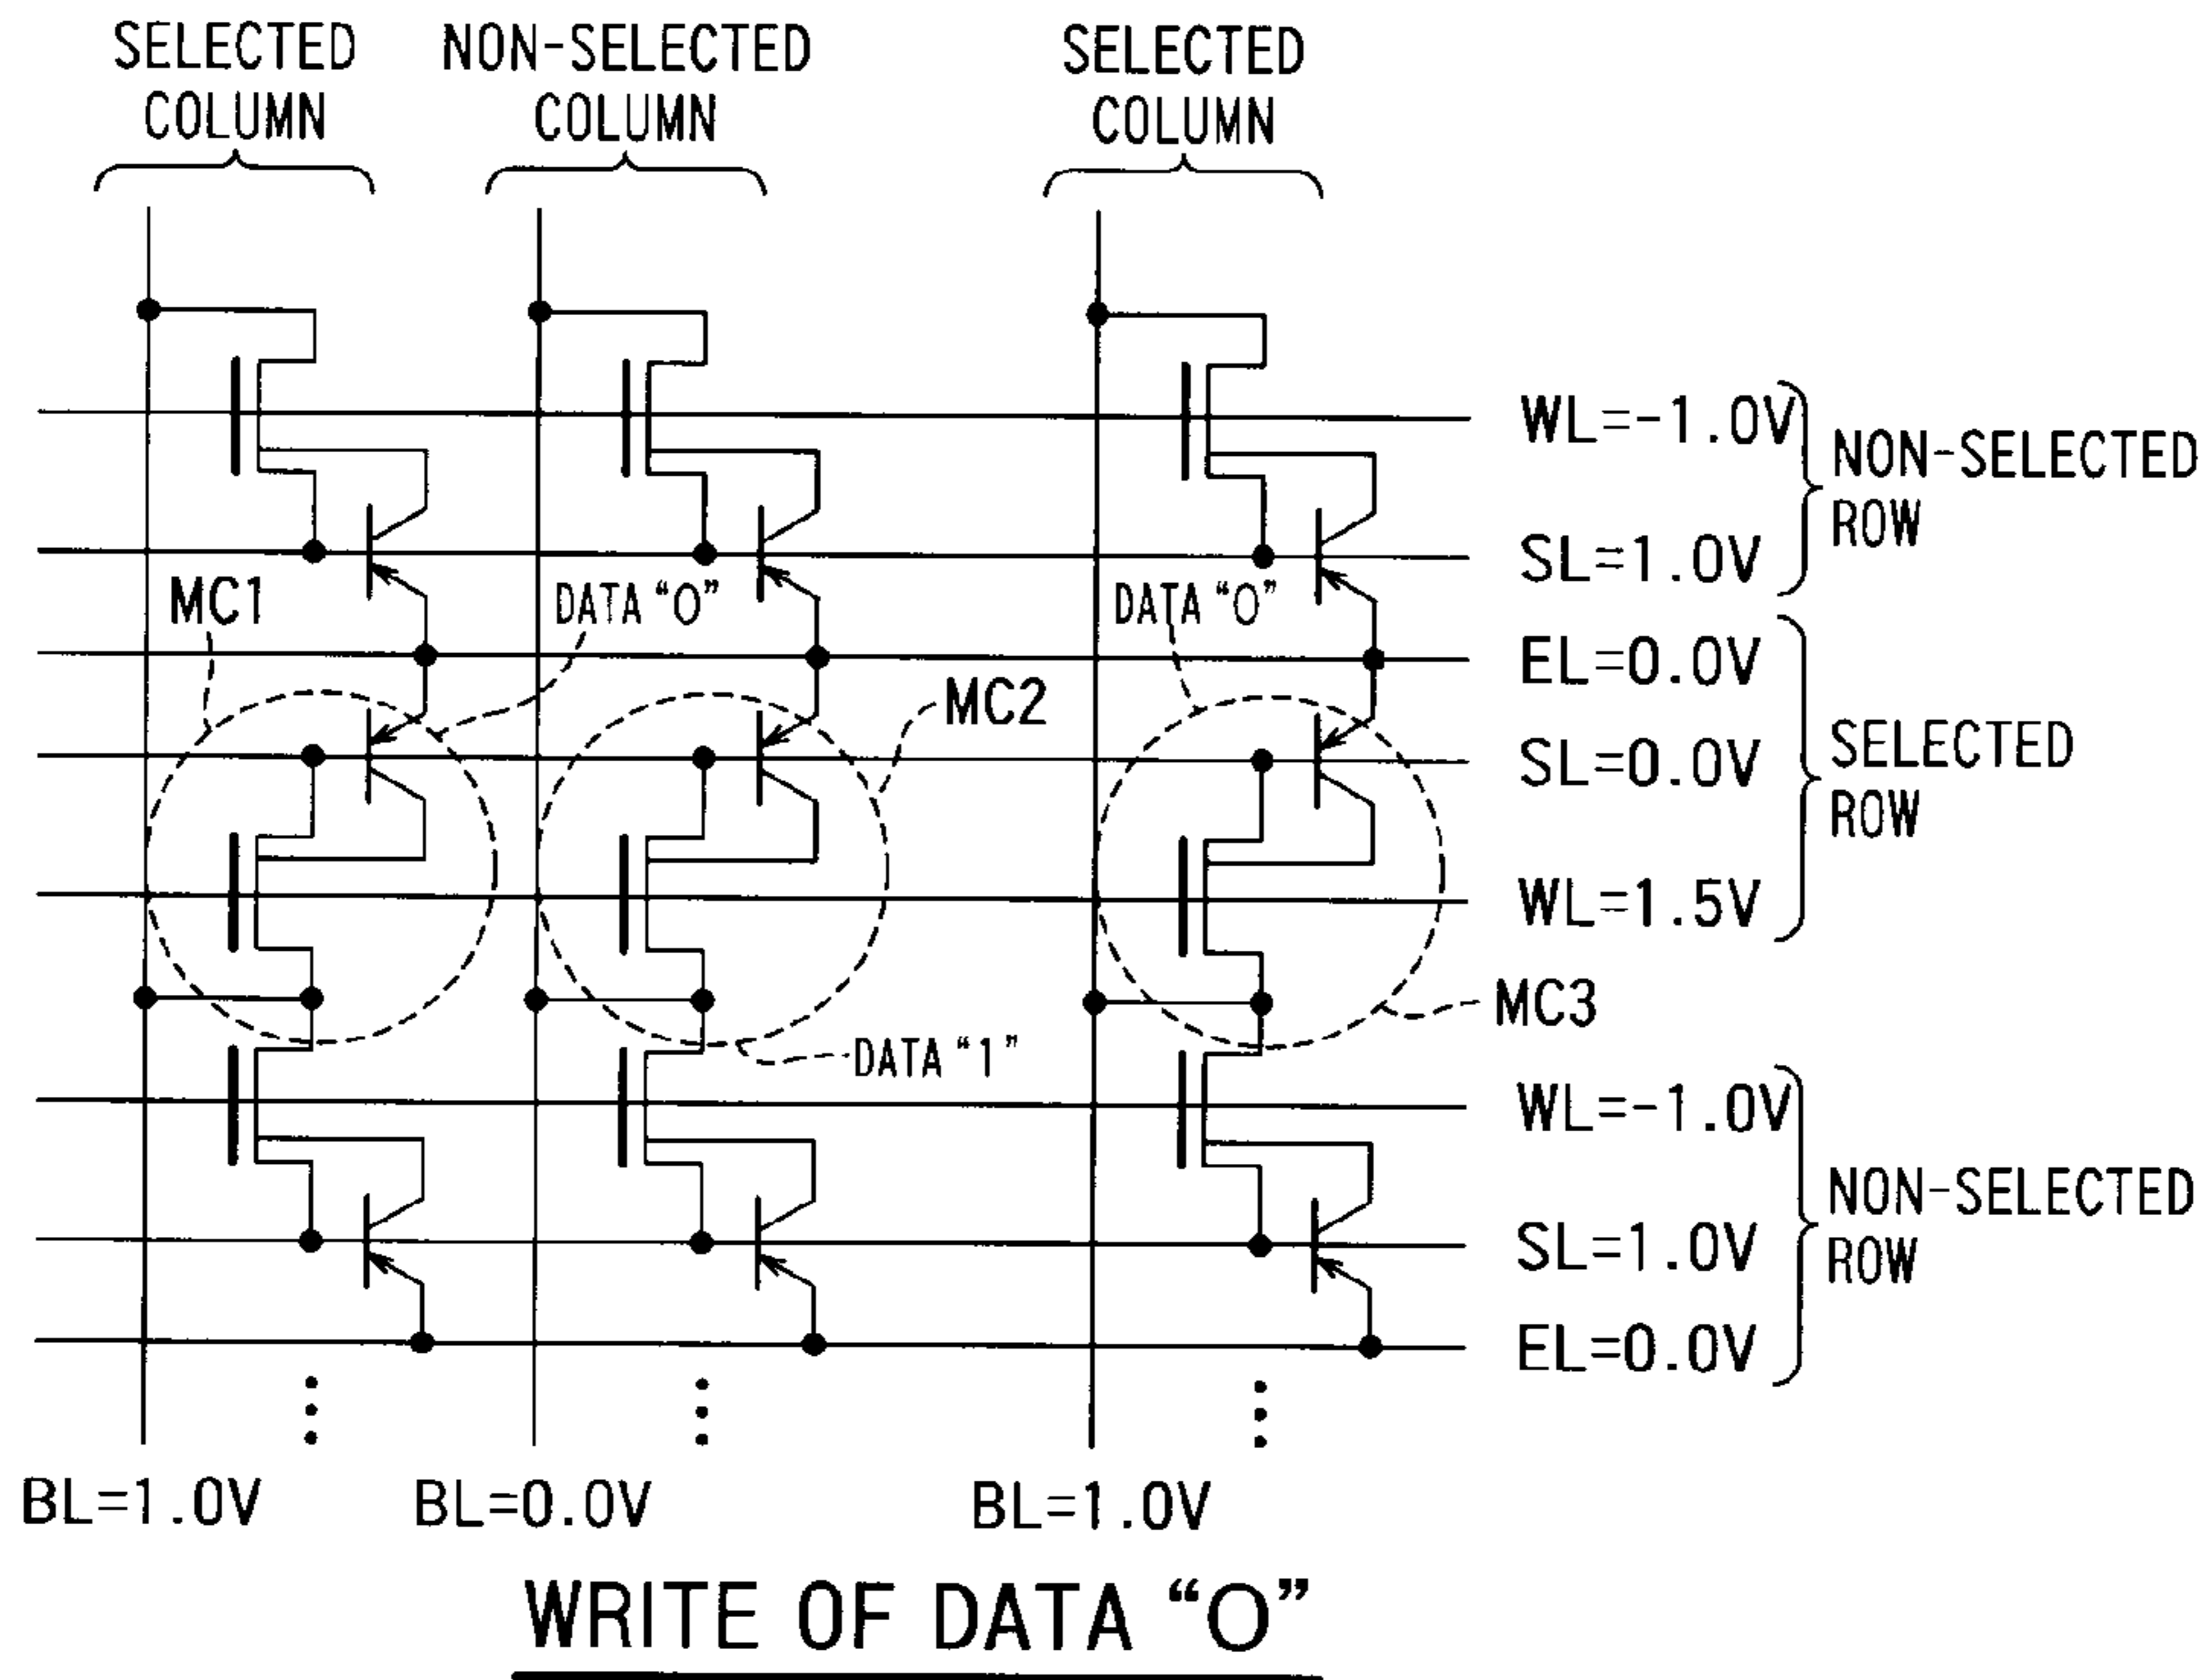 SELECTED
COLUMN
NON-SELECTED
COLUMN
SELECTED
COLUMN
WL=-1.0V
NON-SELECTED
ROW
SL=1.0V
MC1
DATA “0”
DATA “0”
EL=0.0V
MC2
SL=0.0V
SELECTED
ROW
WL=1.5V
MC3
DATA “1”
WL=-1.0V
NON-SELECTED
ROW
SL=1.0V
EL=0.0V
BL=1.0V
BL=0.0V
BL=1.0V
WRITE OF DATA “0”